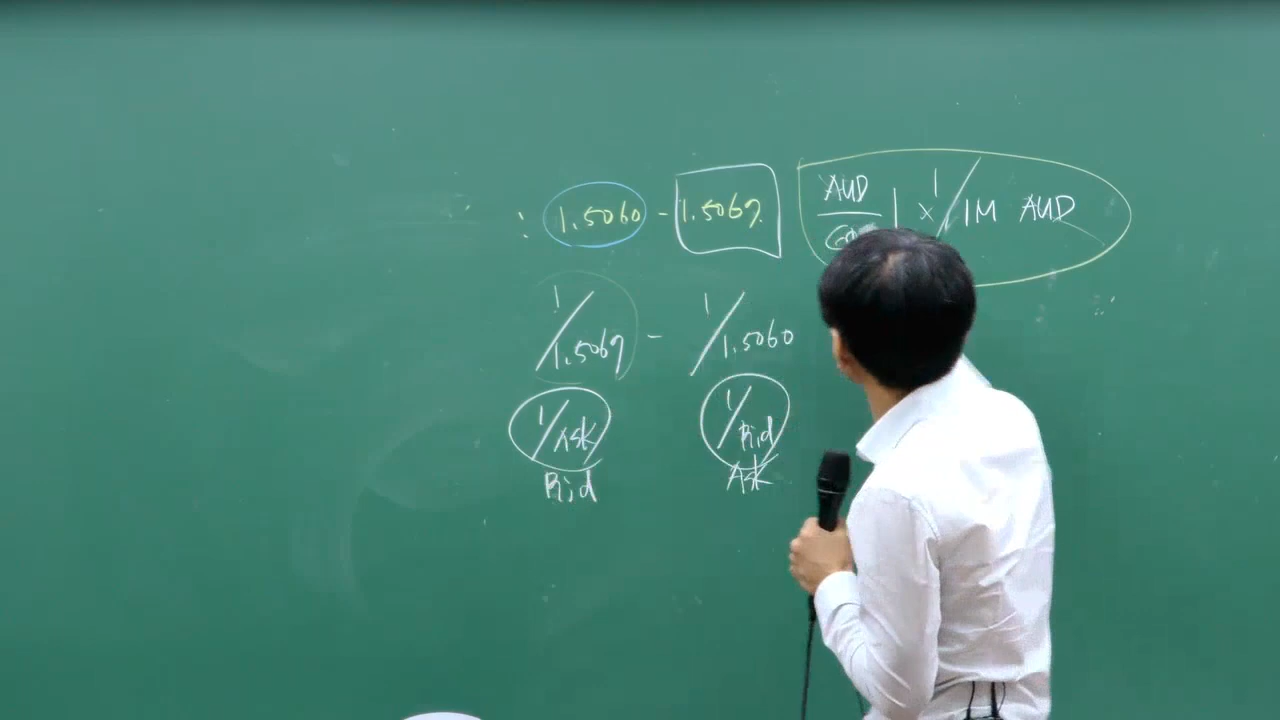 : 1.5060 - 1.5067. AUD | × 1/1M AUD
1/1.5067 - 1/1.5060
1/Ask 1/Bid
Bid Ask